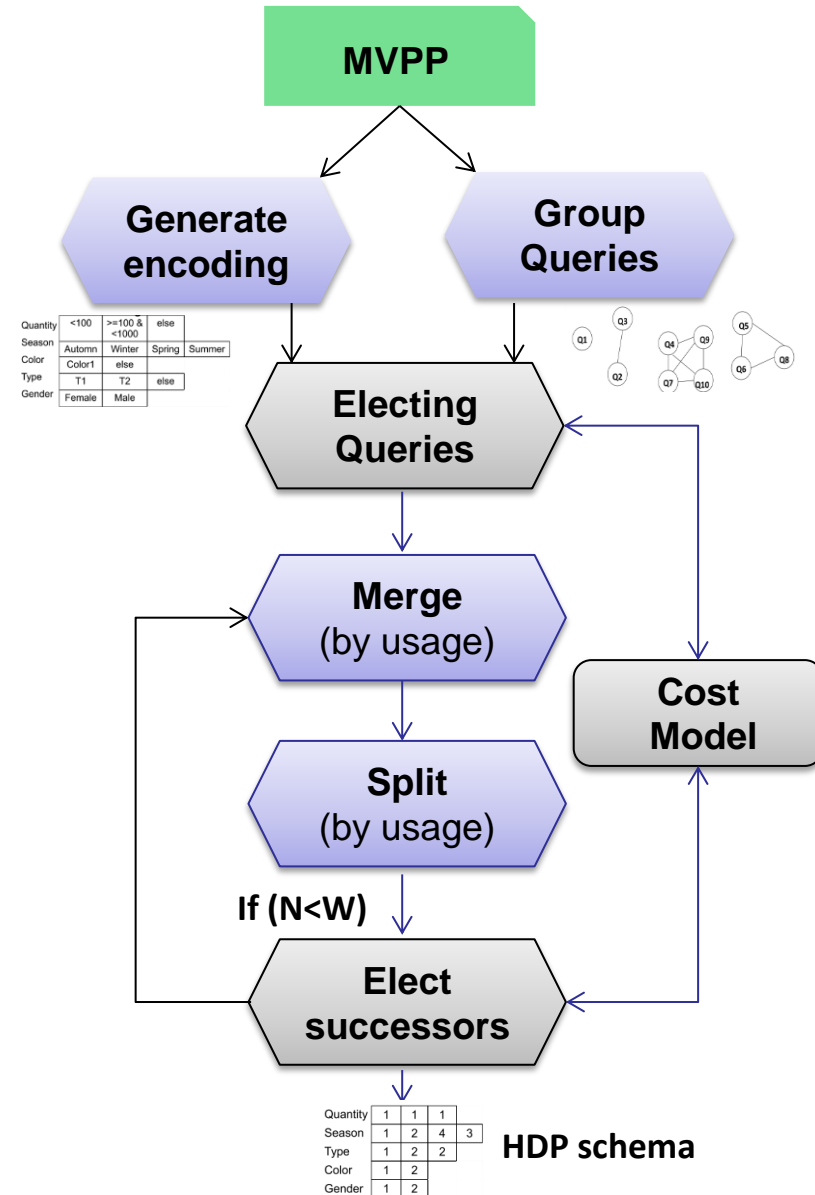 MVPP
Generate
encoding
Group
Queries
Quantity <100 >=100 & <1000 else
Season Automn Winter Spring Summer
Color Color1 else
Type T1 T2 else
Gender Female Male
Q1
Q3
Q2
Q4
Q9
Q7
Q10
Q5
Q6
Q8
Electing
Queries
Merge
(by usage)
Cost
Model
Split
(by usage)
If (N<W)
Elect
successors
Quantity 1 1 1
Season 1 2 4 3
Type 1 2 2
Color 1 2
Gender 1 2
HDP schema